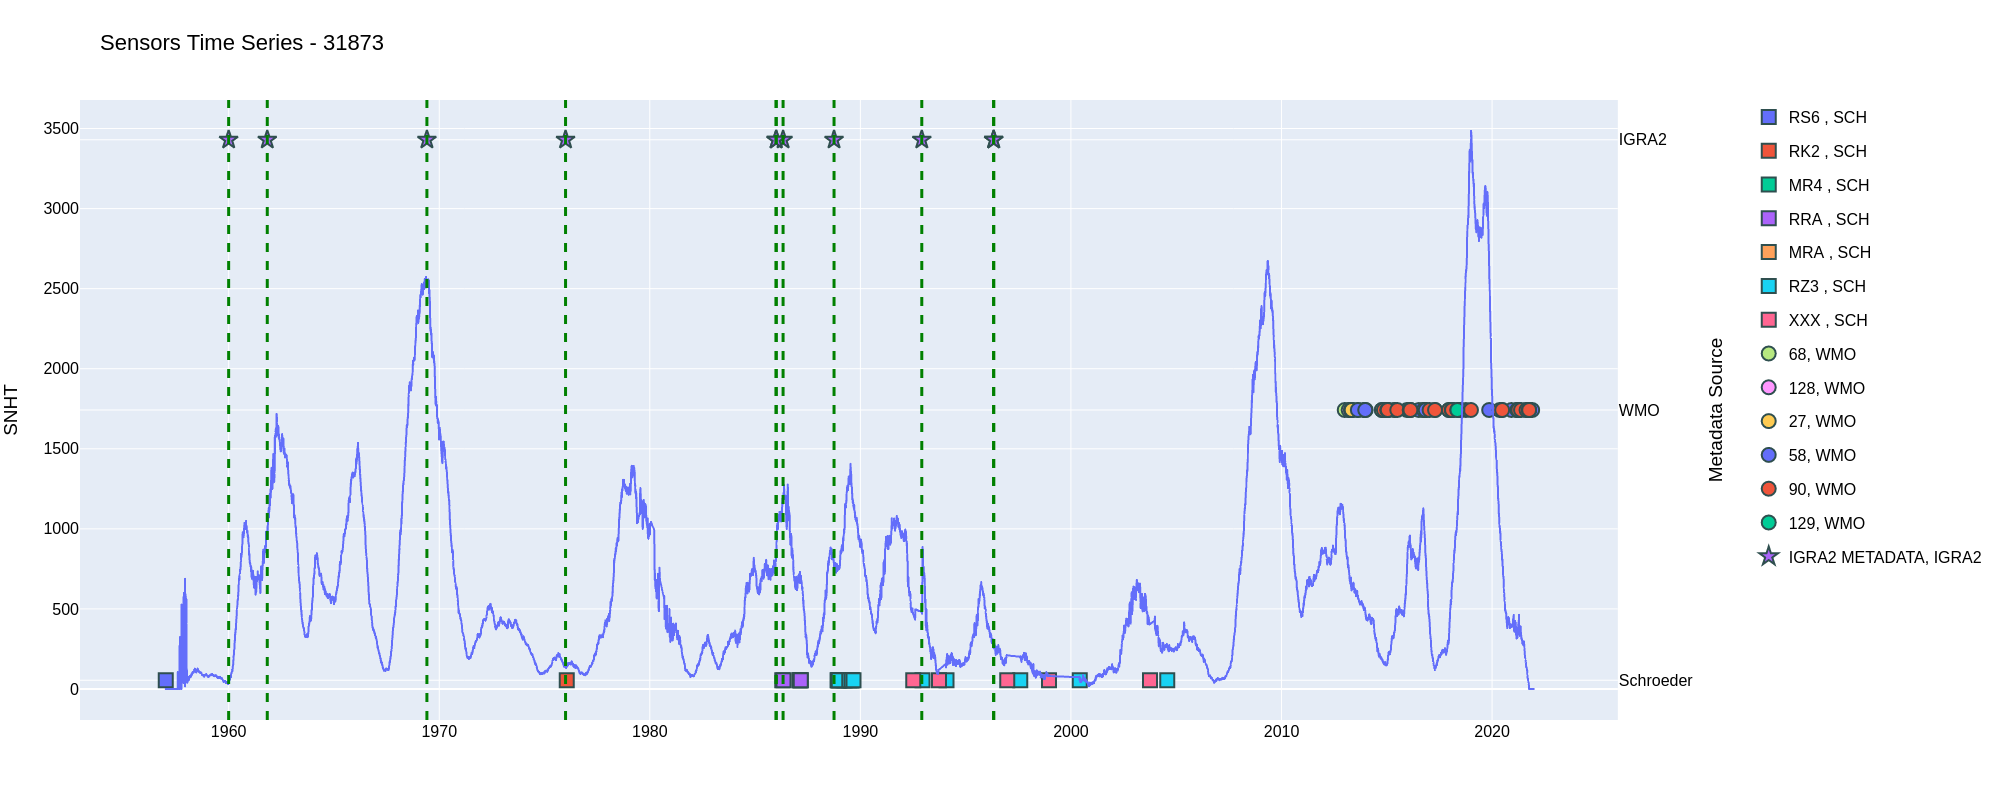 Sensors Time Series - 31873
SNHT
3500
3000
2500
2000
1500
1000
500
0
1960
1970
1980
1990
2000
2010
2020
IGRA2
WMO
Schroeder
Metadata Source
RS6 , SCH
RK2 , SCH
MR4 , SCH
RRA , SCH
MRA , SCH
RZ3 , SCH
XXX , SCH
68, WMO
128, WMO
27, WMO
58, WMO
90, WMO
129, WMO
IGRA2 METADATA, IGRA2